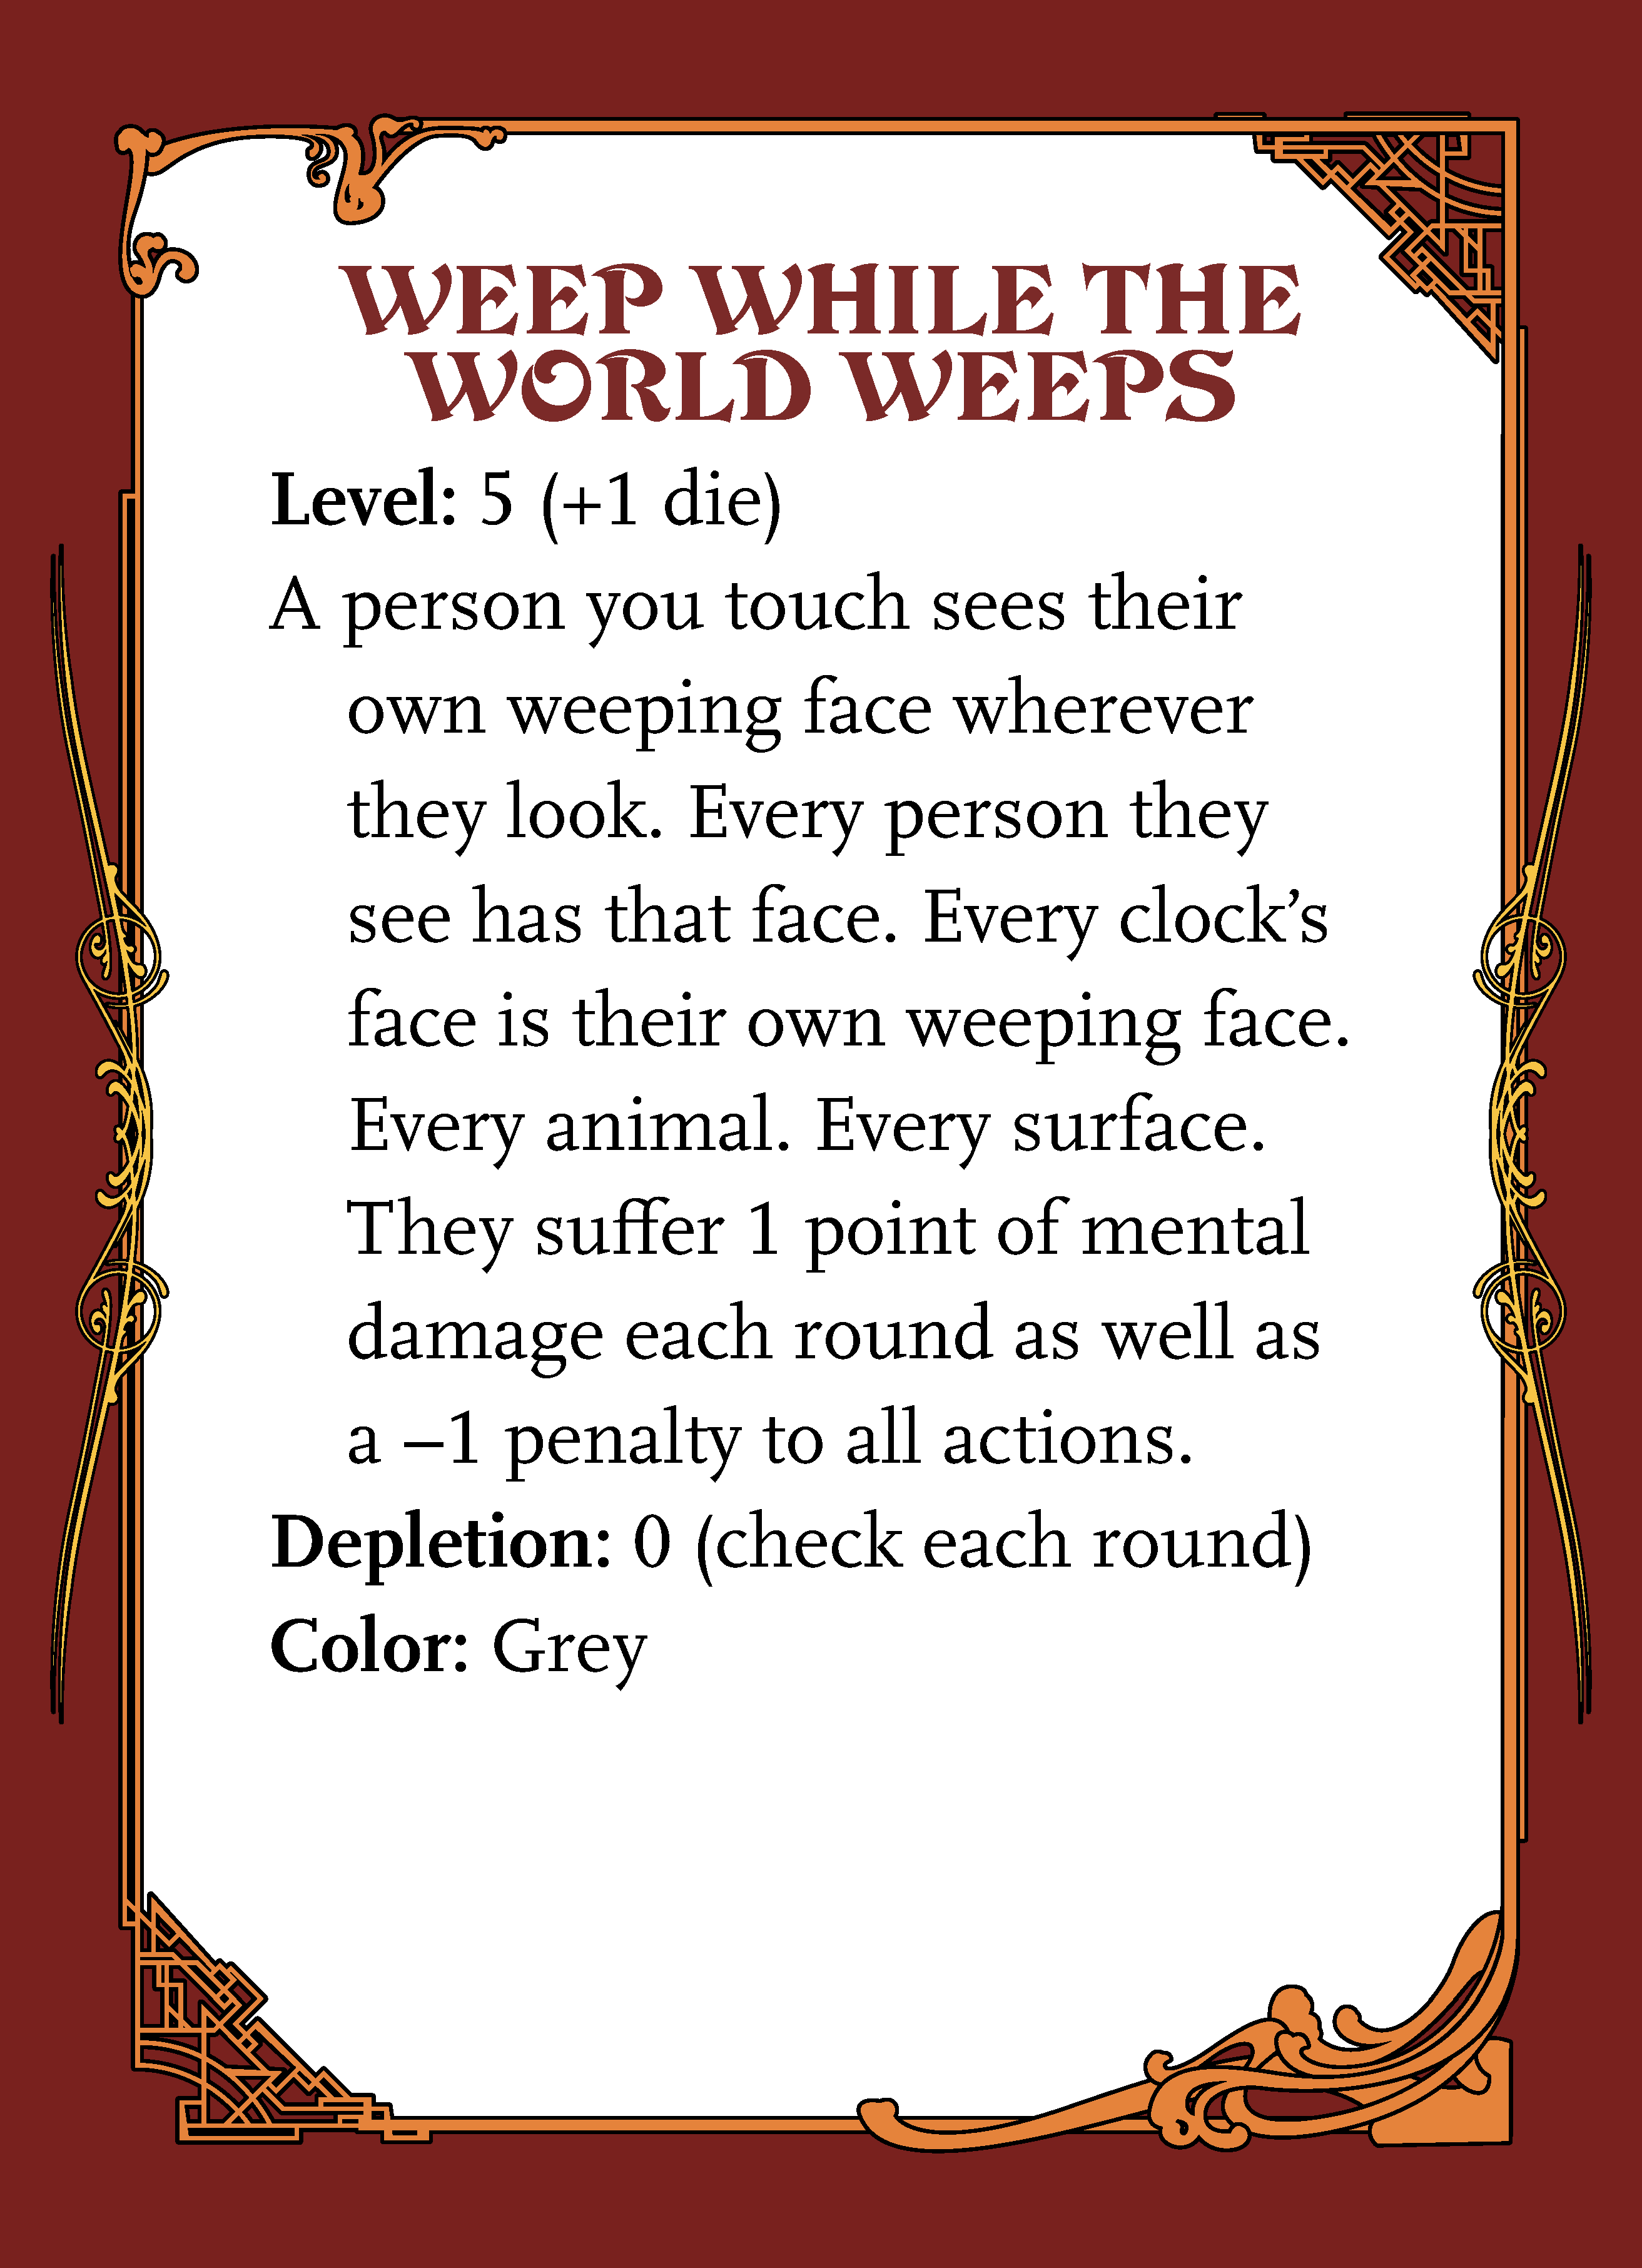 WEEP WHILE THE
WORLD WEEPS
Level: 5 (+1 die)
A person you touch sees their
own weeping face wherever
they look. Every person they
see has that face. Every clock’s
face is their own weeping face.
Every animal. Every surface.
They suffer 1 point of mental
damage each round as well as
a −1 penalty to all actions.
Depletion: 0 (check each round)
Color: Grey